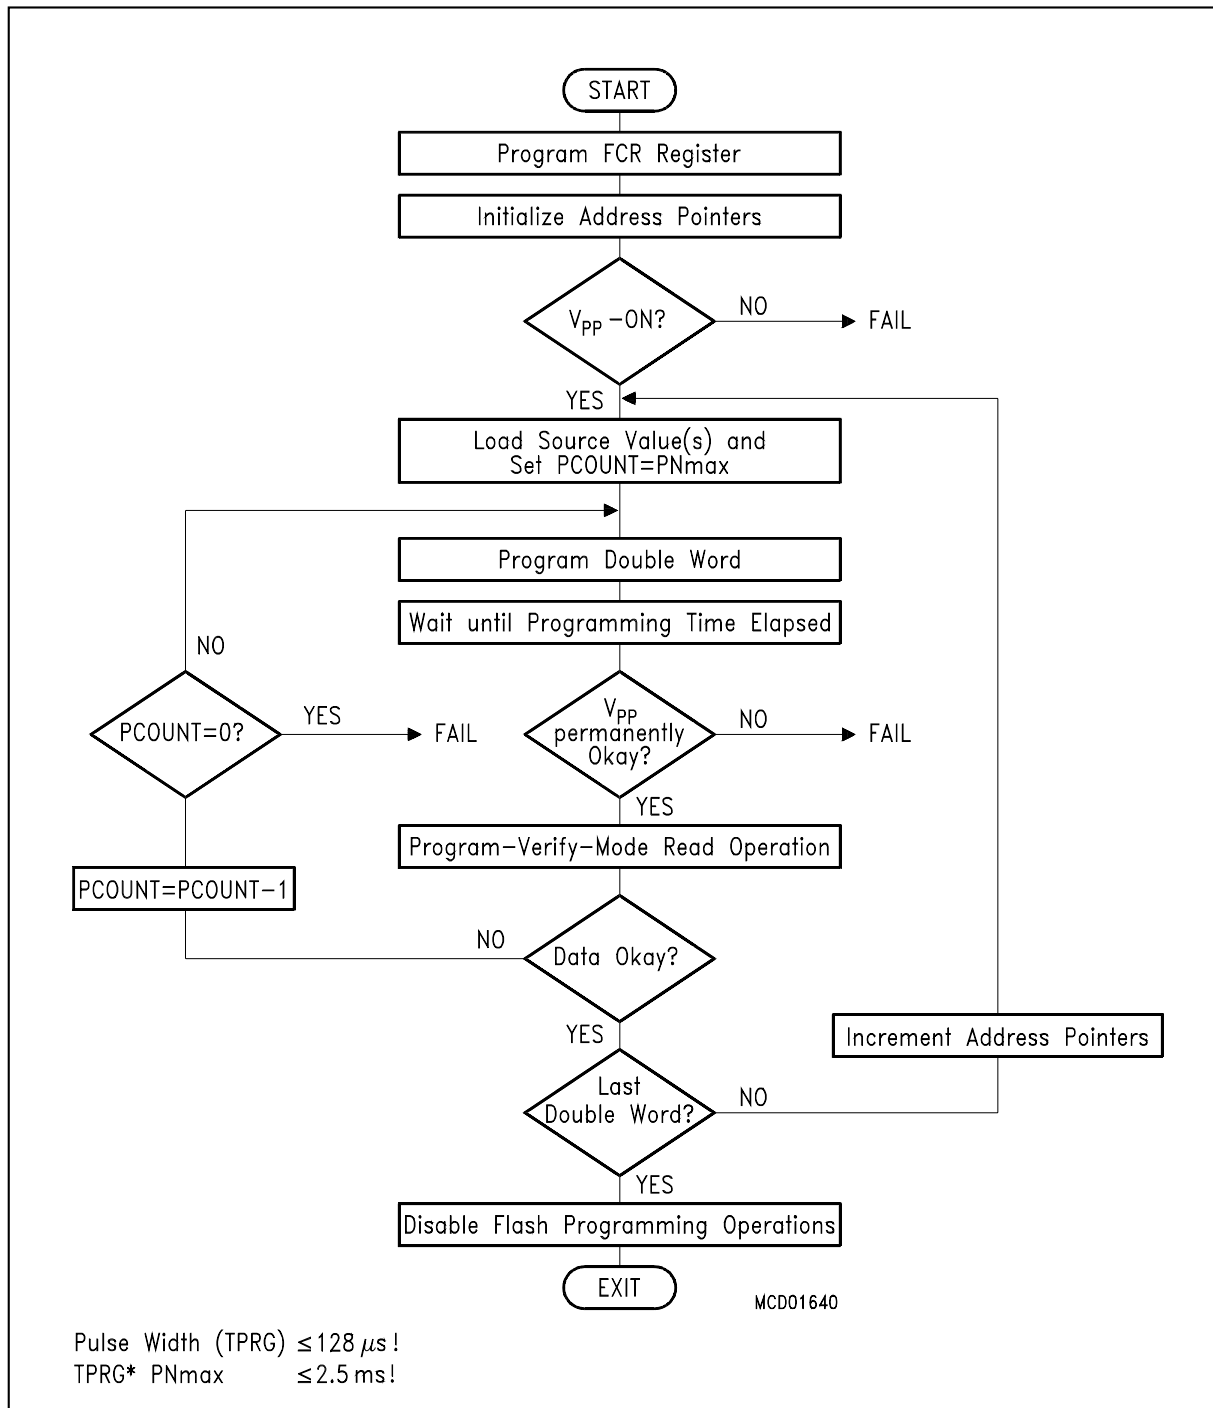 START
Program FCR Register
Initialize Address Pointers
VPP -ON?
NO
FAIL
YES
Load Source Value(s) and
Set PCOUNT=PNmax
Program Double Word
Wait until Programming Time Elapsed
NO
PCOUNT=0?
YES
FAIL
VPP
permanently
Okay?
NO
FAIL
YES
Program-Verify-Mode Read Operation
PCOUNT=PCOUNT-1
NO
Data Okay?
YES
Increment Address Pointers
Last
Double Word?
NO
YES
Disable Flash Programming Operations
EXIT
MCD01640
Pulse Width (TPRG) ≤128 μs!
TPRG* PNmax ≤2.5 ms!